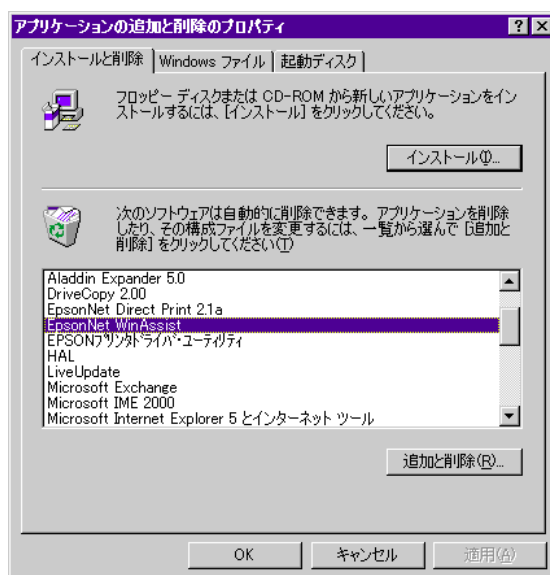 アプリケーションの追加と削除のプロパティ
インストールと削除 Windows ファイル 起動ディスク
フロッピー ディスクまたは CD-ROM から新しいアプリケーションをイン
ストールするには、[インストール] をクリックしてください。
インストール(I)...
次のソフトウェアは自動的に削除できます。アプリケーションを削除
したり、その構成ファイルを変更するには、一覧から選んで [追加と
削除] をクリックしてください(T)
Aladdin Expander 5.0
DriveCopy 2.00
EpsonNet Direct Print 2.1a
EpsonNet WinAssist
EPSONプリンタドライバ・ユーティリティ
HAL
LiveUpdate
Microsoft Exchange
Microsoft IME 2000
Microsoft Internet Explorer 5 とインターネット ツール
追加と削除(R)...
OK キャンセル 適用(A)